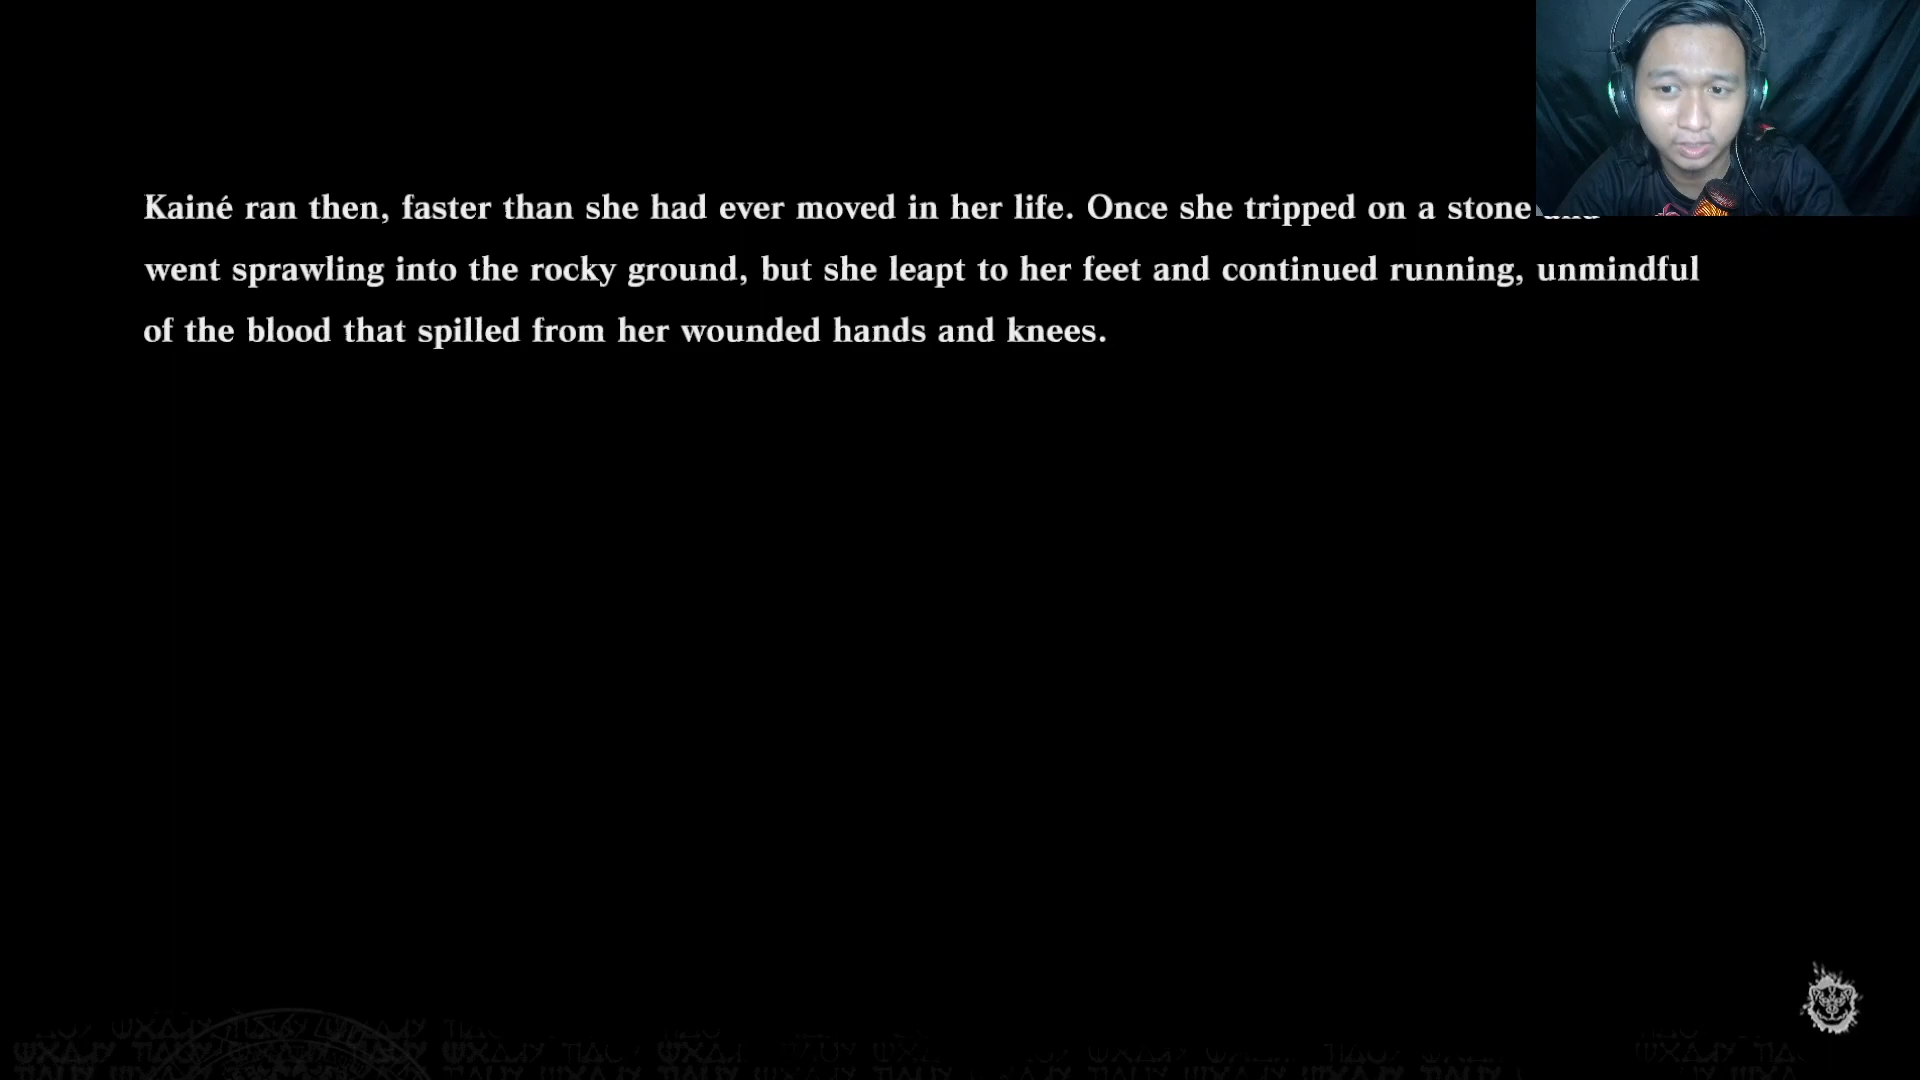 Kainé ran then, faster than she had ever moved in her life. Once she tripped on a stone and
went sprawling into the rocky ground, but she leapt to her feet and continued running, unmindful
of the blood that spilled from her wounded hands and knees.